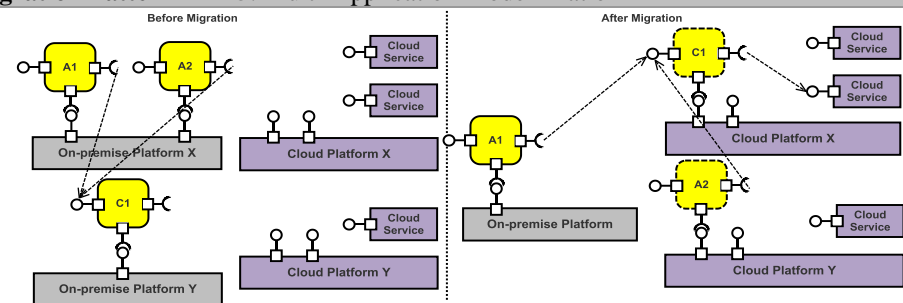 Before Migration
After Migration
A1
A2
Cloud
Service
Cloud
Service
On-premise Platform X
Cloud Platform X
C1
Cloud
Service
On-premise Platform Y
Cloud Platform Y
C1
Cloud
Service
Cloud
Service
A1
Cloud Platform X
A2
On-premise Platform
Cloud
Service
Cloud Platform Y